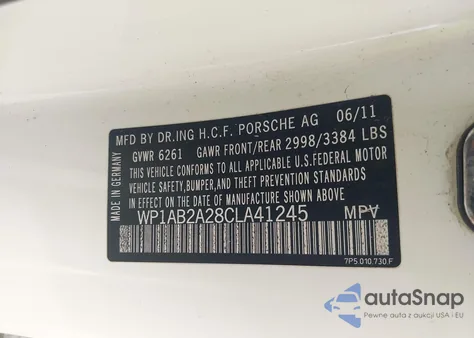 MFD BY DR.ING H.C.F. PORSCHE AG 06/11
GVWR 6261 GAWR FRONT/REAR 2998/3384 LBS
THIS VEHICLE CONFORMS TO ALL APPLICABLE U.S.FEDERAL MOTOR
VEHICLE SAFETY,BUMPER,AND THEFT PREVENTION STANDARDS
IN EFFECT ON THE DATE OF MANUFACTURE SHOWN ABOVE.
WP1AB2A28CLA41245 MPV
MADE IN GERMANY
7P5.010.730.F
autoSnap
Pewne auta z aukcji USA i EU